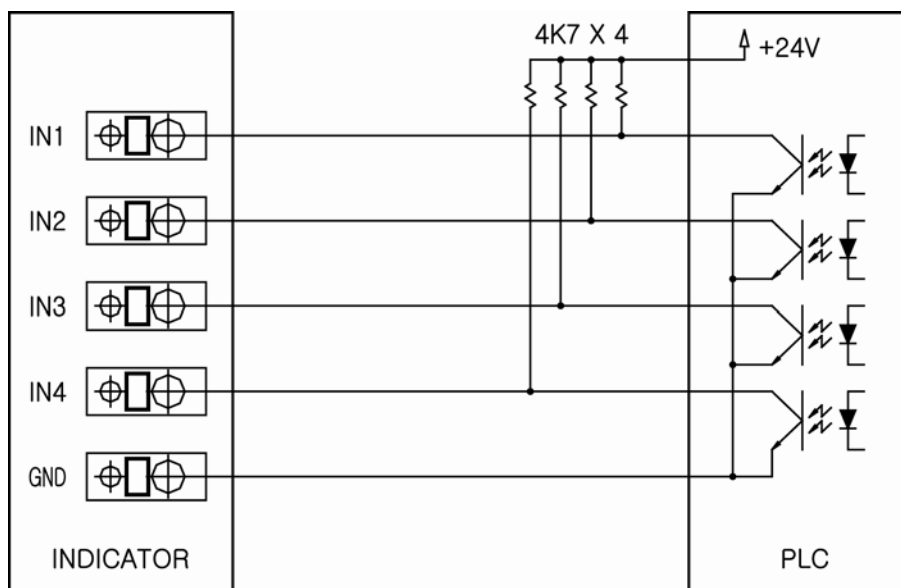 4K7 X 4
+24V
IN1
IN2
IN3
IN4
GND
INDICATOR
PLC